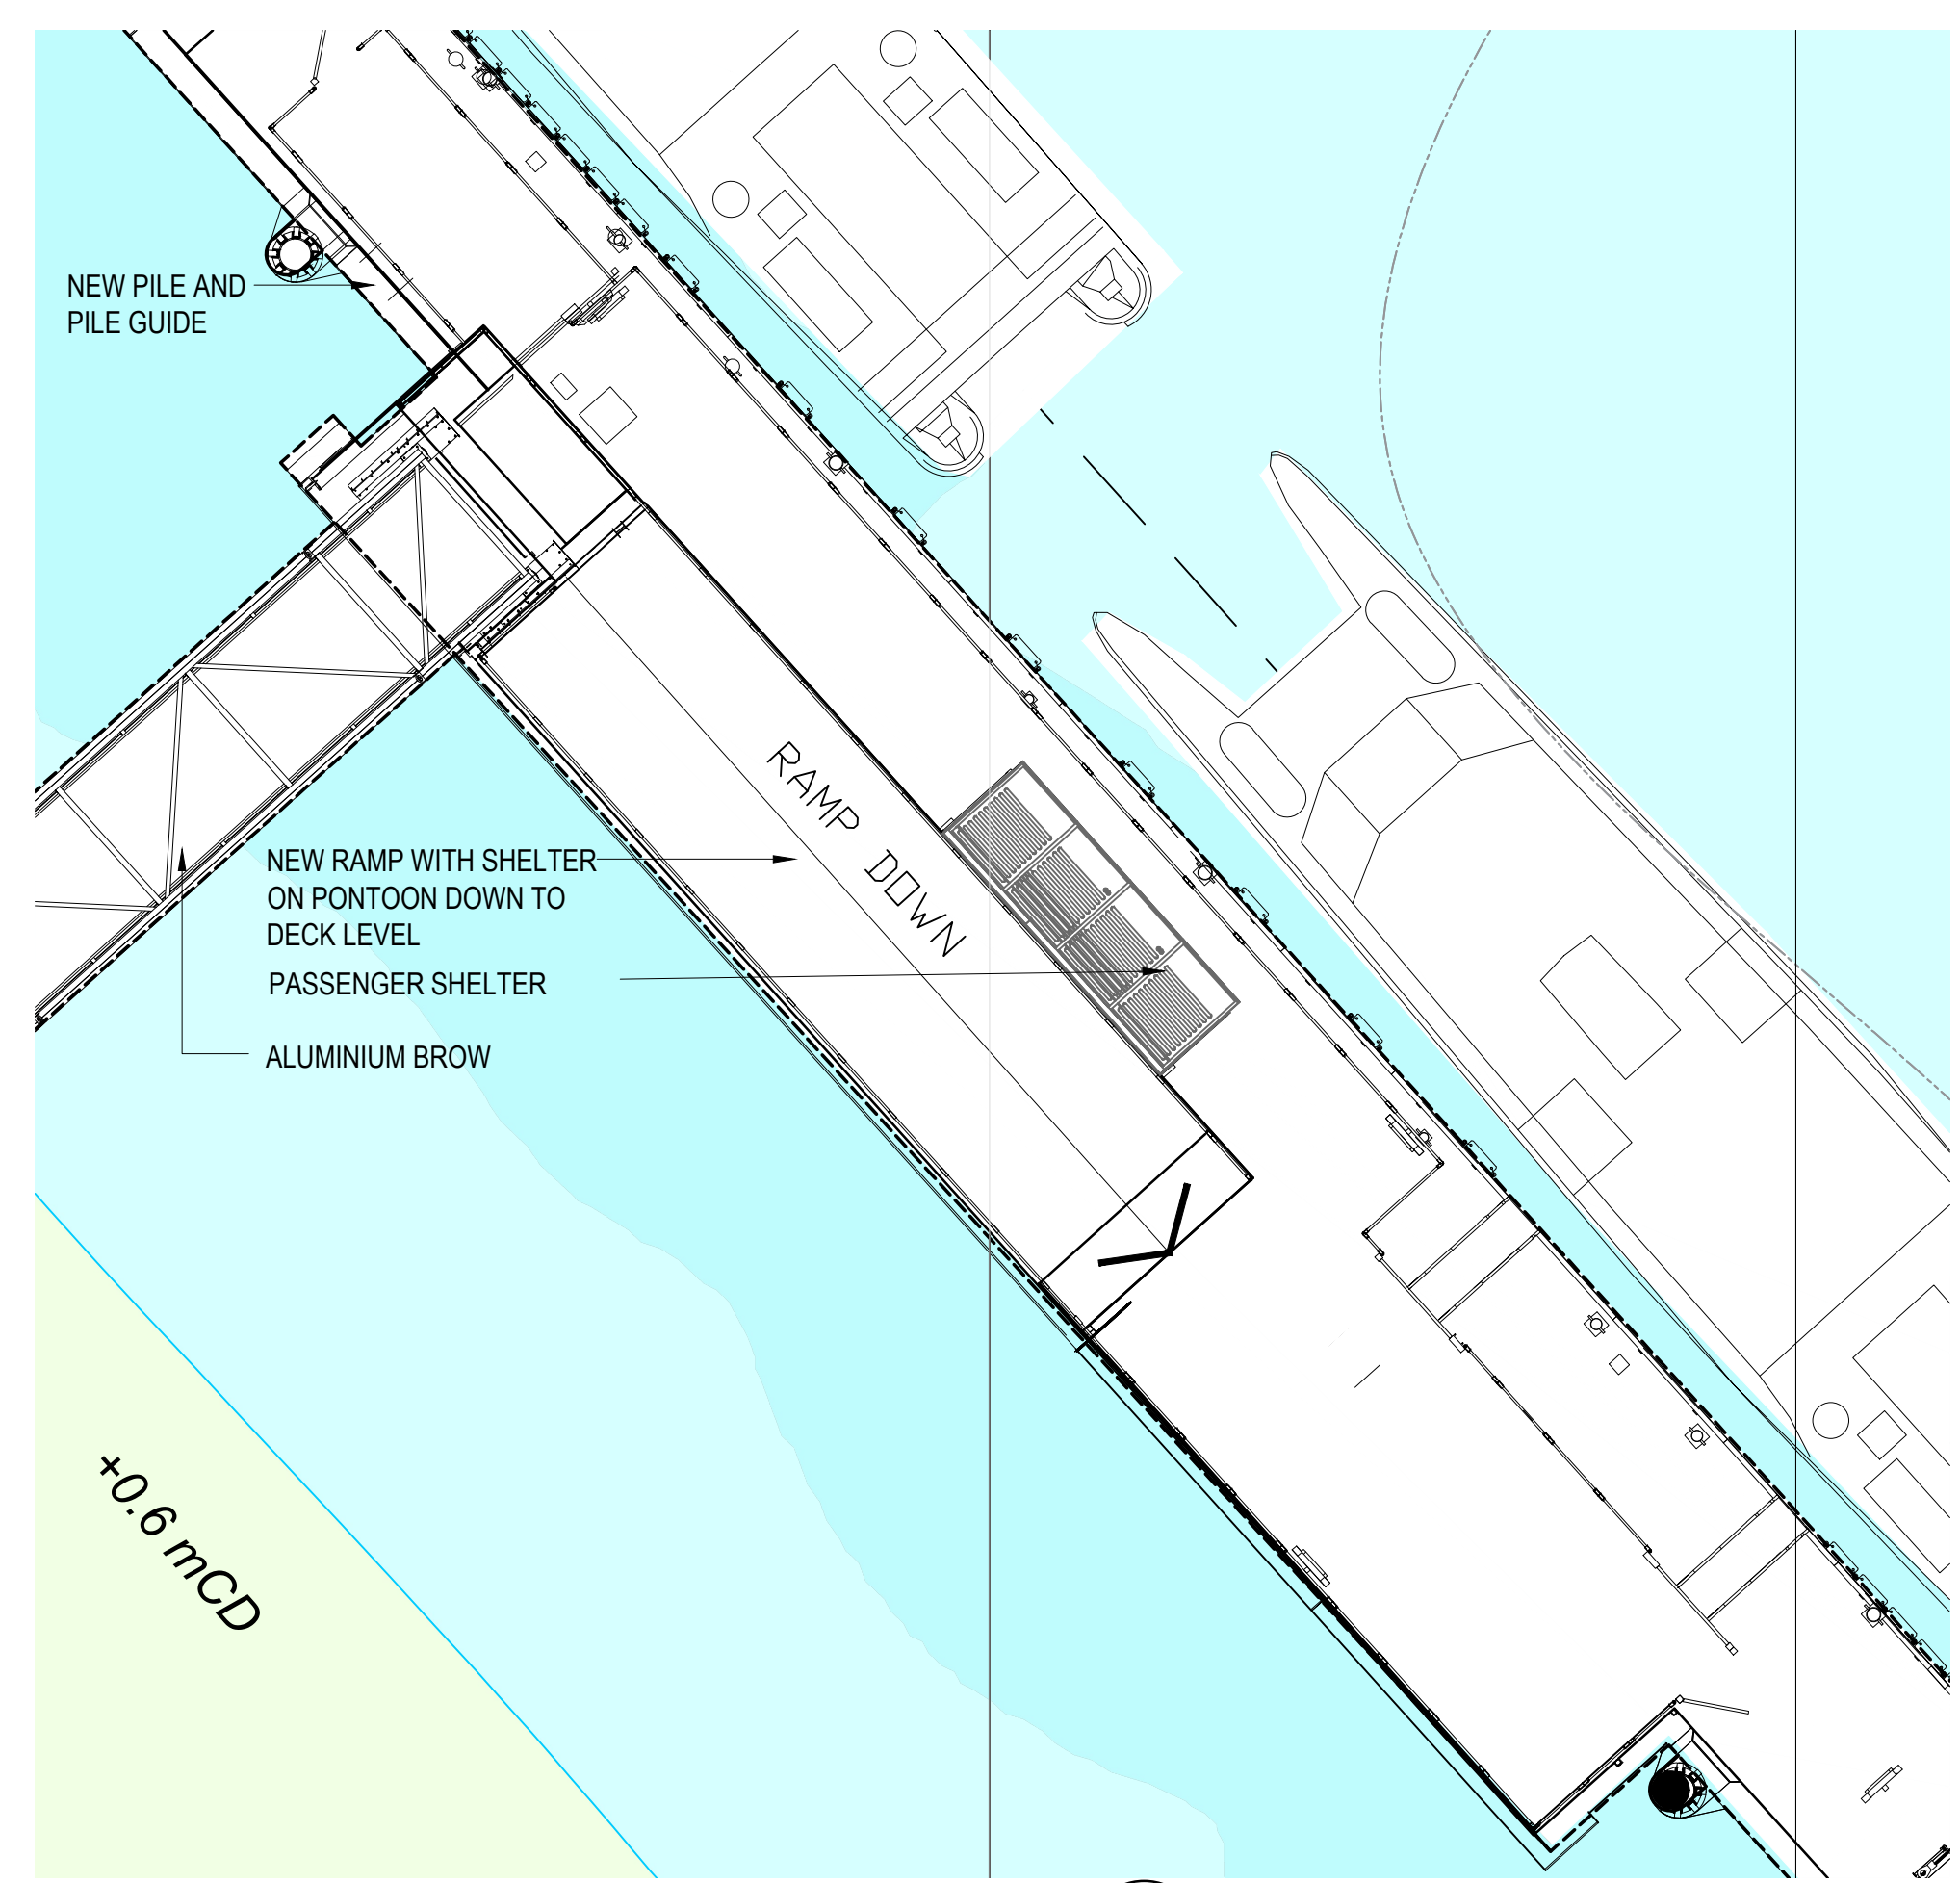 NEW PILE AND
PILE GUIDE
RAMP DOWN
NEW RAMP WITH SHELTER
ON PONTOON DOWN TO
DECK LEVEL
PASSENGER SHELTER
ALUMINIUM BROW
+0.6 mCD